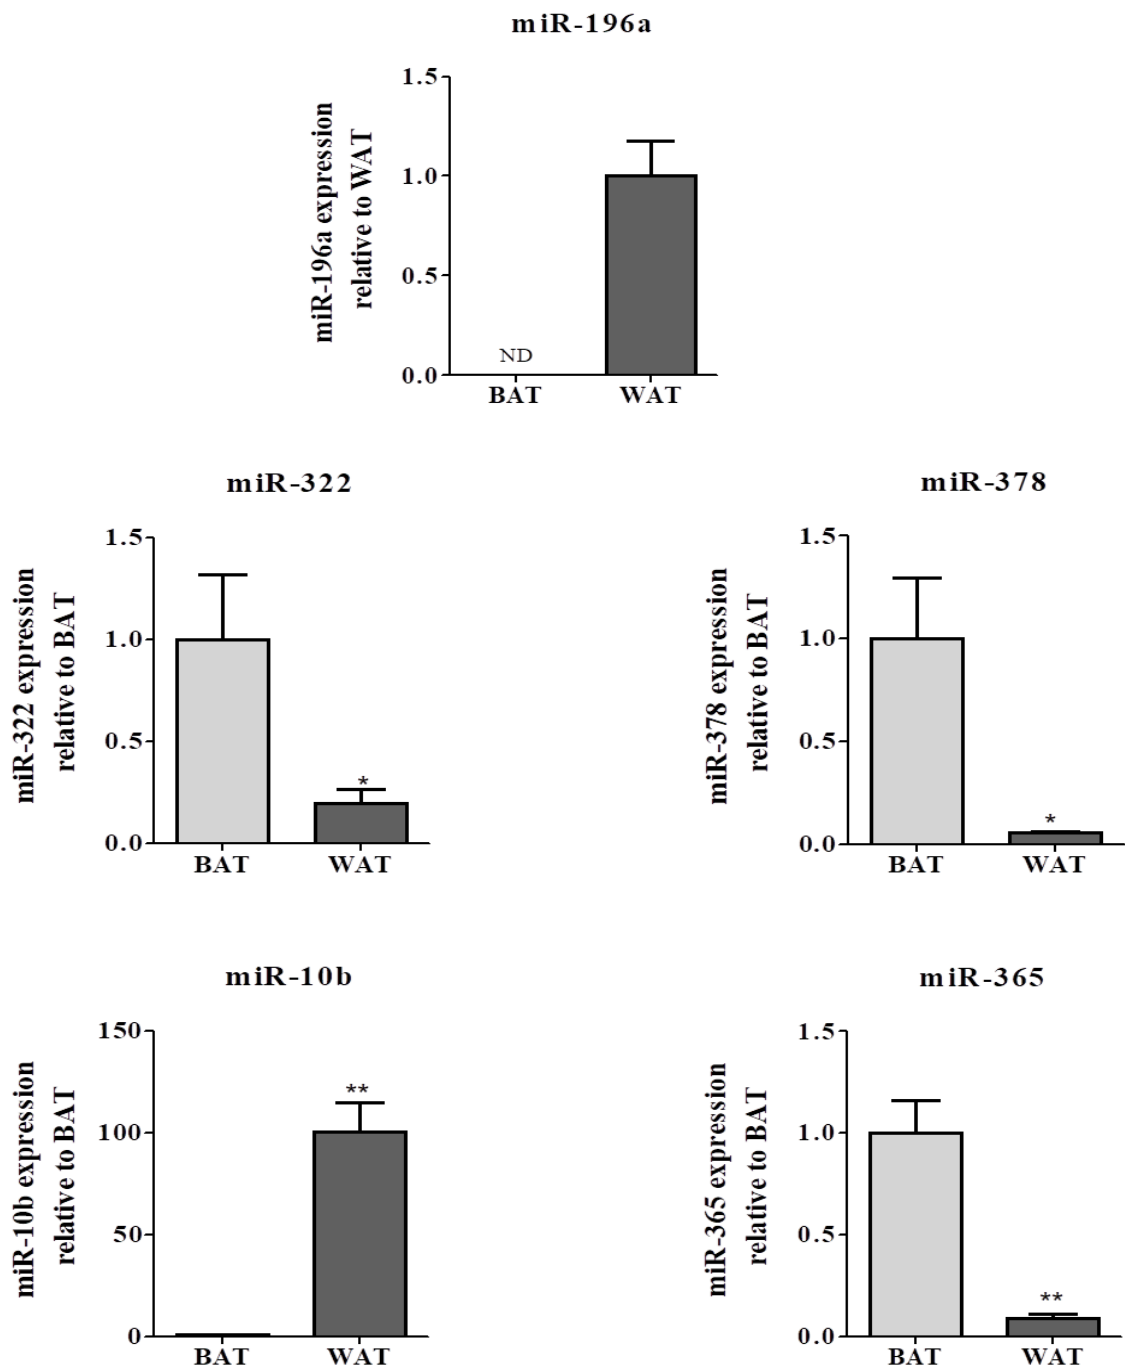 miR-196a
miR-196a expression
relative to WAT
1.5
1.0
0.5
0.0
ND
BAT WAT
miR-322
miR-322 expression
relative to BAT
1.5
1.0
0.5
0.0
*
BAT WAT
miR-378
miR-378 expression
relative to BAT
1.5
1.0
0.5
0.0
*
BAT WAT
miR-10b
miR-10b expression
relative to BAT
150
100
50
0
**
BAT WAT
miR-365
miR-365 expression
relative to BAT
1.5
1.0
0.5
0.0
**
BAT WAT